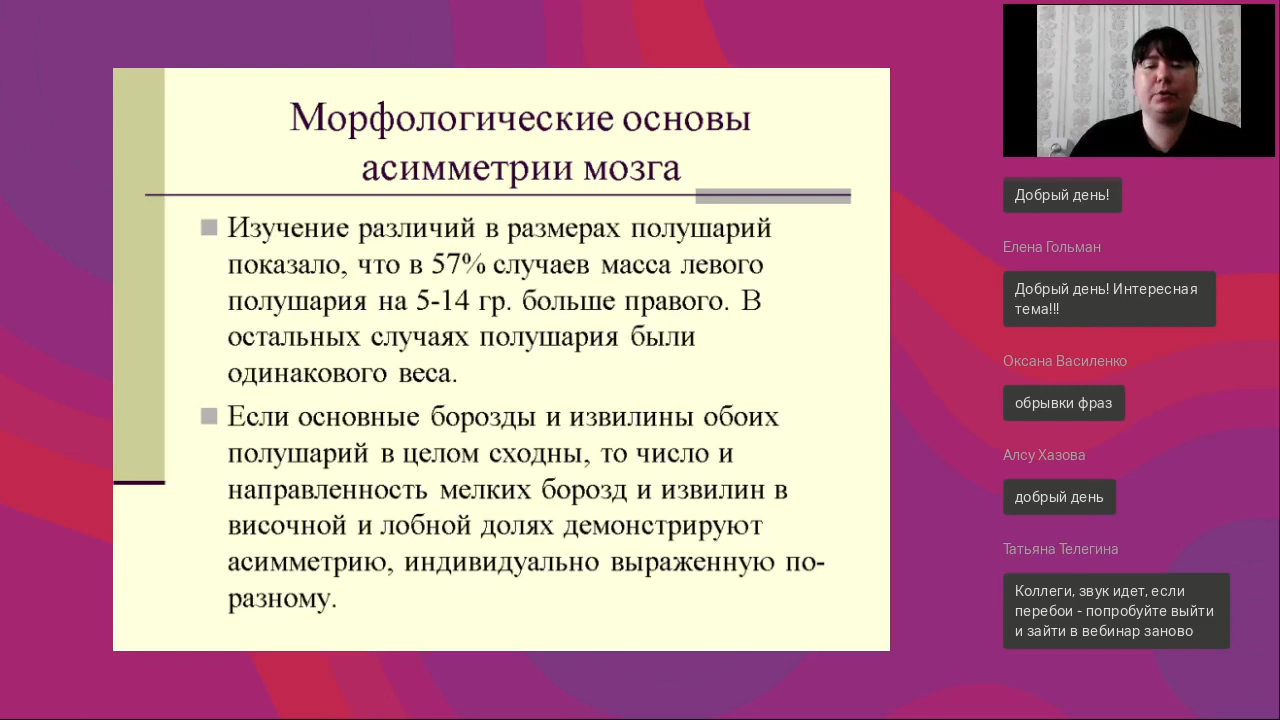 Морфологические основы
асимметрии мозга
Изучение различий в размерах полушарий
показало, что в 57% случаев масса левого
полушария на 5-14 гр. больше правого. В
остальных случаях полушария были
одинакового веса.
Если основные борозды и извилины обоих
полушарий в целом сходны, то число и
направленность мелких борозд и извилин в
височной и лобной долях демонстрируют
асимметрию, индивидуально выраженную по-
разному.
Добрый день!
Елена Гольман
Добрый день! Интересная
тема!!!
Оксана Василенко
обрывки фраз
Алсу Хазова
добрый день
Татьяна Телегина
Коллеги, звук идет, если
перебои - попробуйте выйти
и зайти в вебинар заново